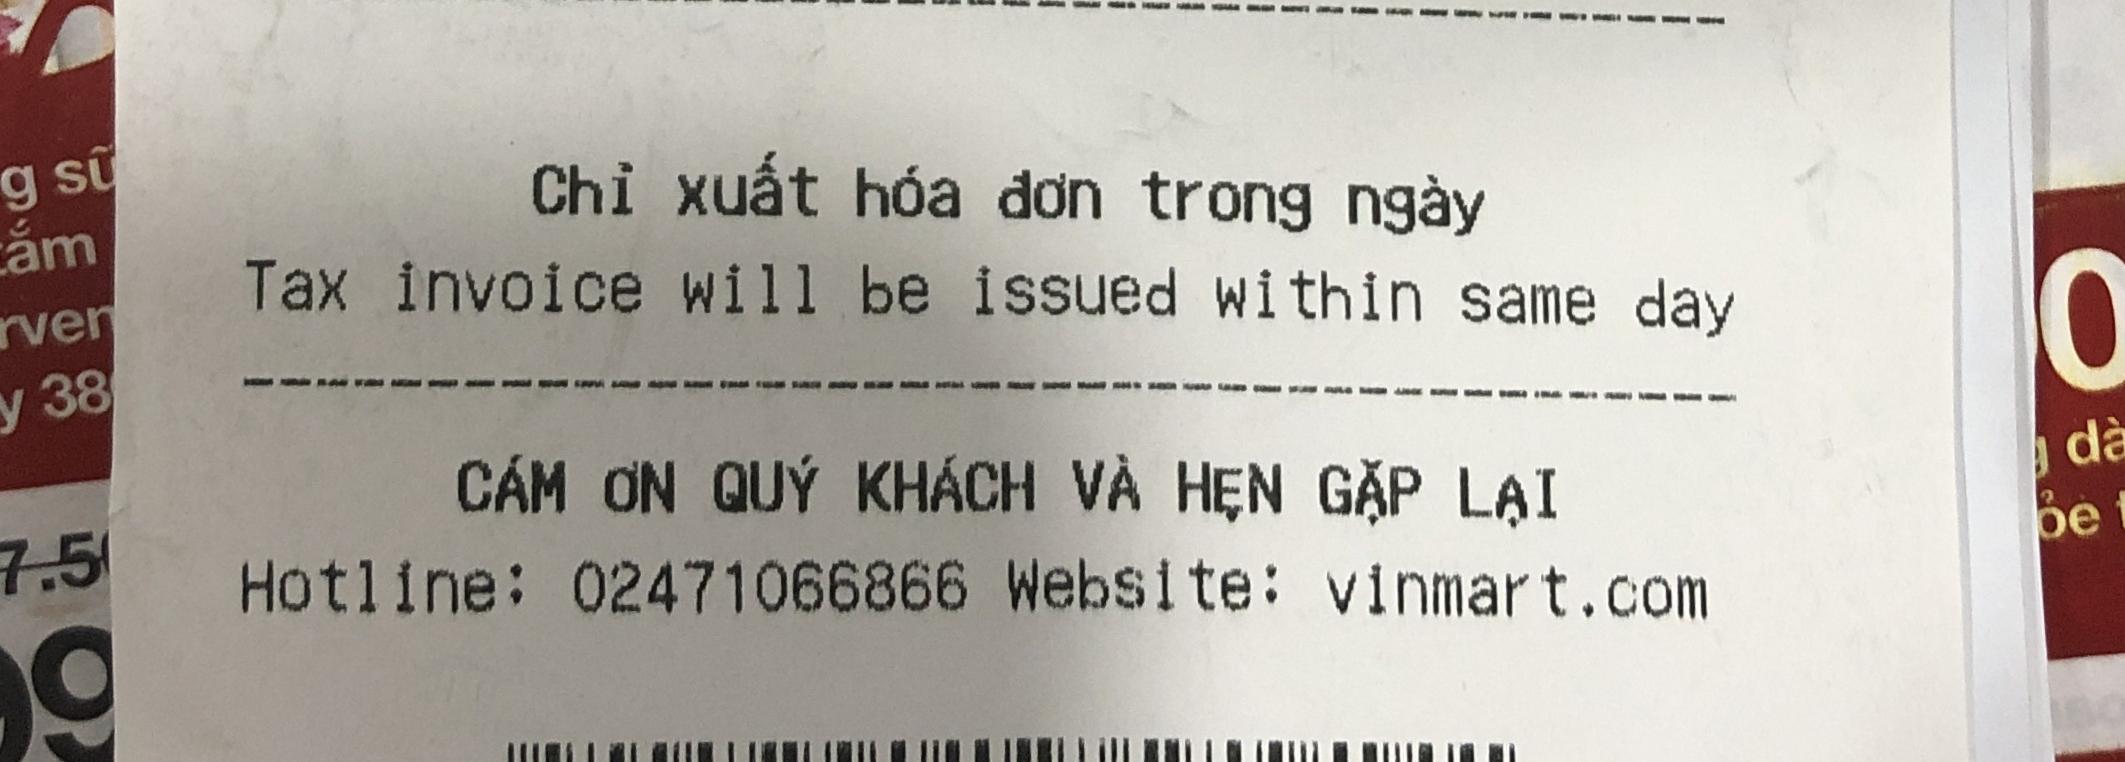 Chỉ xuất hóa đơn trong ngày
Tax invoice will be issued within same day
CÁM ƠN QUÝ KHÁCH VÀ HẸN GẶP LẠI
Hotline: 02471066866 Website: vinmart.com
g sữ
tắm
rven
y 38
7.5
99
0
g dà
ỏe